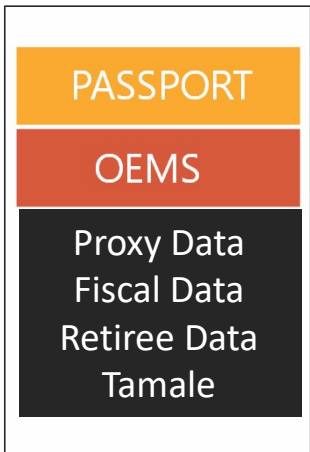 PASSPORT
OEMS
Proxy Data
Fiscal Data
Retiree Data
Tamale